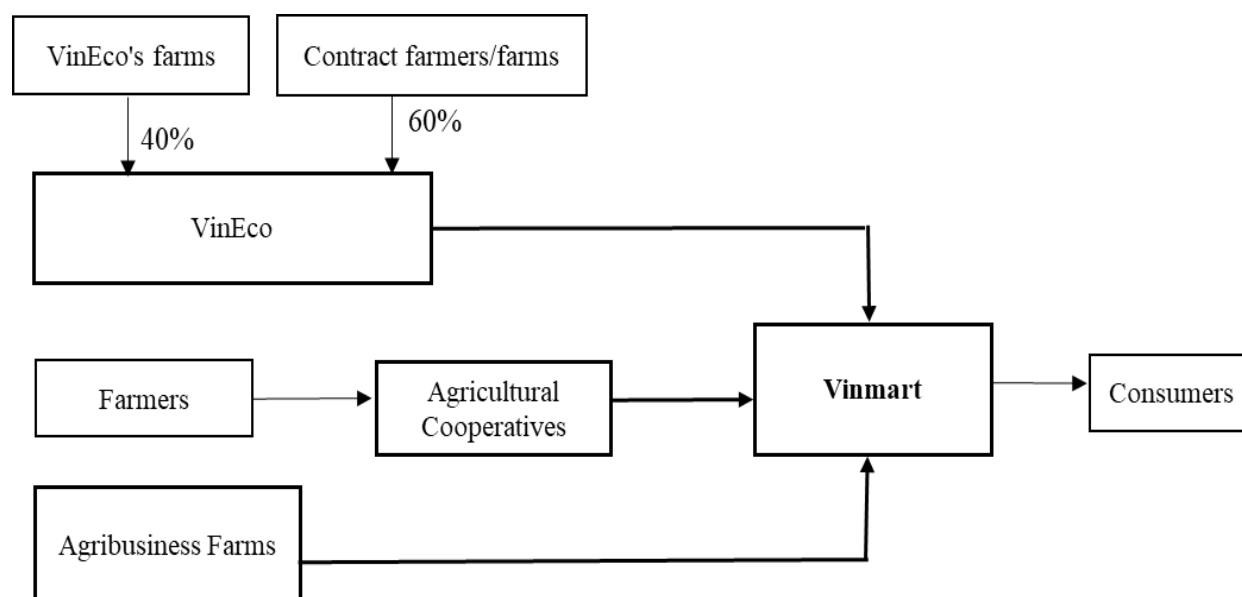 VinEco's farms
Contract farmers/farms
40%
60%
VinEco
Farmers
Agricultural
Cooperatives
Vinmart
Consumers
Agribusiness Farms